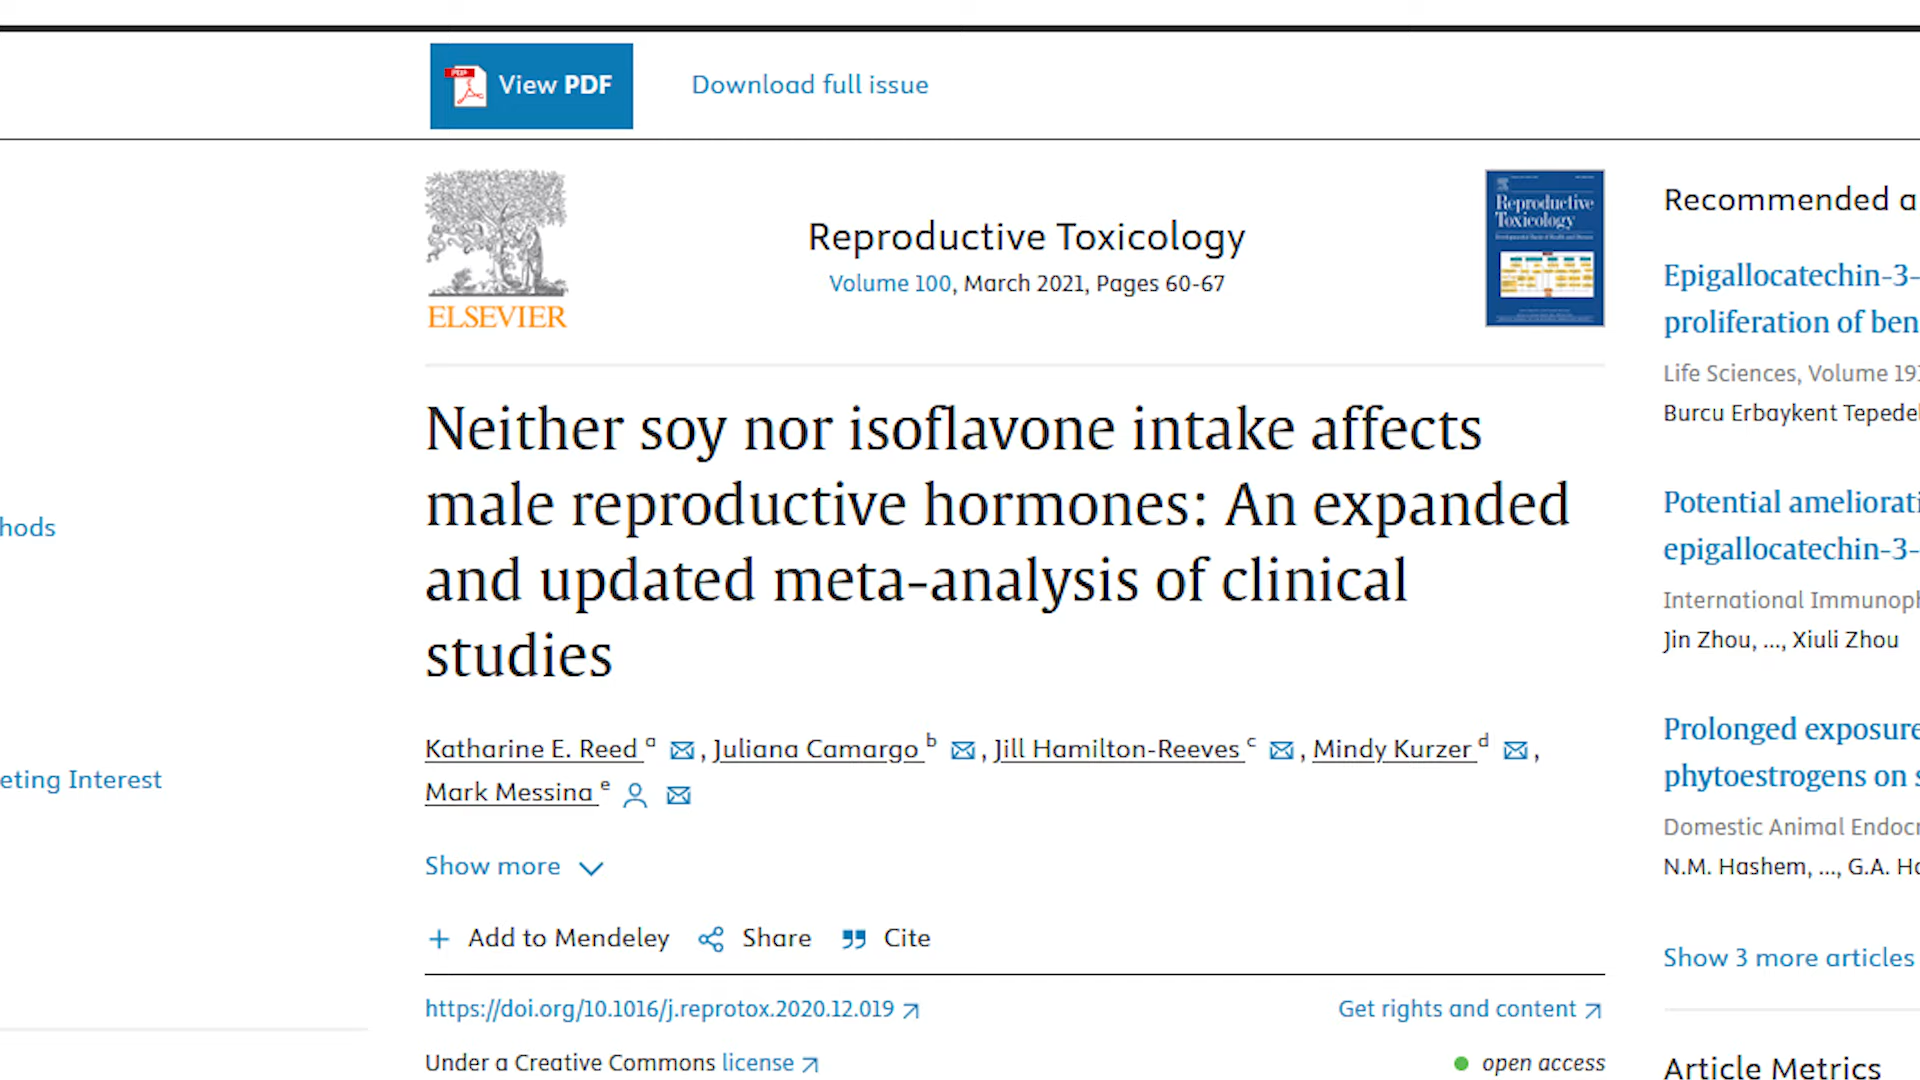 View PDF
Download full issue
ELSEVIER
Reproductive Toxicology
Volume 100, March 2021, Pages 60-67
Reproductive
Toxicology
Neither soy nor isoflavone intake affects
male reproductive hormones: An expanded
and updated meta-analysis of clinical
studies
Katharine E. Reed a, Juliana Camargo b, Jill Hamilton-Reeves c, Mindy Kurzer d,
Mark Messina e
Show more
Add to Mendeley Share Cite
https://doi.org/10.1016/j.reprotox.2020.12.019
Get rights and content
Under a Creative Commons license
open access
hods
eting Interest
Recommended a
Epigallocatechin-3-
proliferation of ben
Life Sciences, Volume 191
Burcu Erbaykent Tepedel
Potential ameliorati
epigallocatechin-3-
International Immunoph
Jin Zhou, ..., Xiuli Zhou
Prolonged exposure
phytoestrogens on s
Domestic Animal Endocr
N.M. Hashem, ..., G.A. Ho
Show 3 more articles
Article Metrics